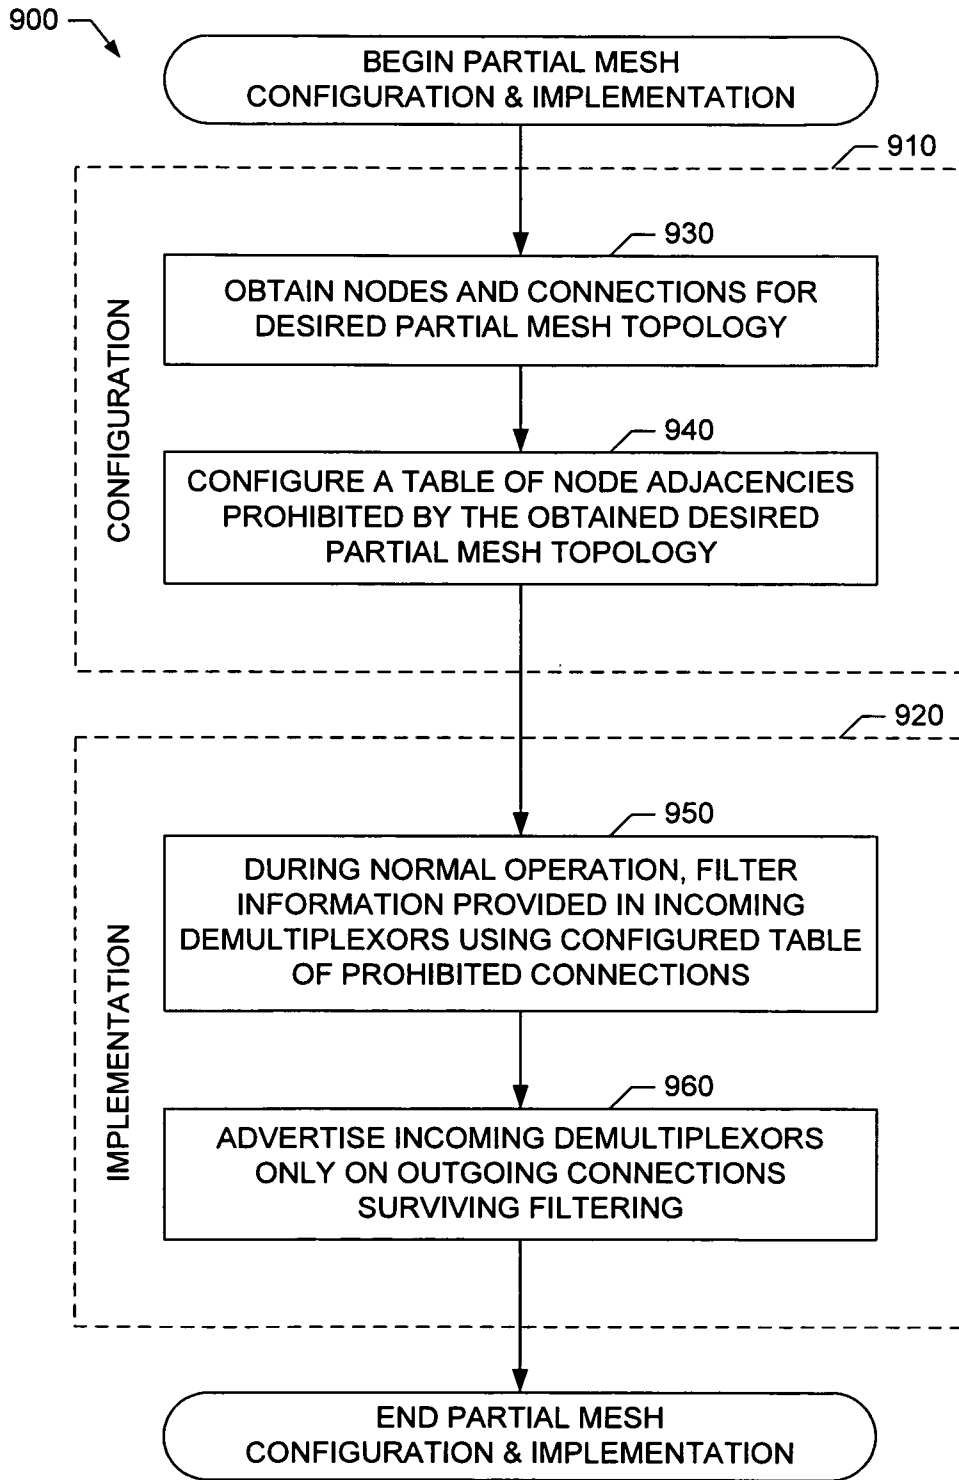 900
BEGIN PARTIAL MESH
CONFIGURATION & IMPLEMENTATION
910
CONFIGURATION
930
OBTAIN NODES AND CONNECTIONS FOR
DESIRED PARTIAL MESH TOPOLOGY
940
CONFIGURE A TABLE OF NODE ADJACENCIES
PROHIBITED BY THE OBTAINED DESIRED
PARTIAL MESH TOPOLOGY
920
IMPLEMENTATION
950
DURING NORMAL OPERATION, FILTER
INFORMATION PROVIDED IN INCOMING
DEMULTIPLEXORS USING CONFIGURED TABLE
OF PROHIBITED CONNECTIONS
960
ADVERTISE INCOMING DEMULTIPLEXORS
ONLY ON OUTGOING CONNECTIONS
SURVIVING FILTERING
END PARTIAL MESH
CONFIGURATION & IMPLEMENTATION